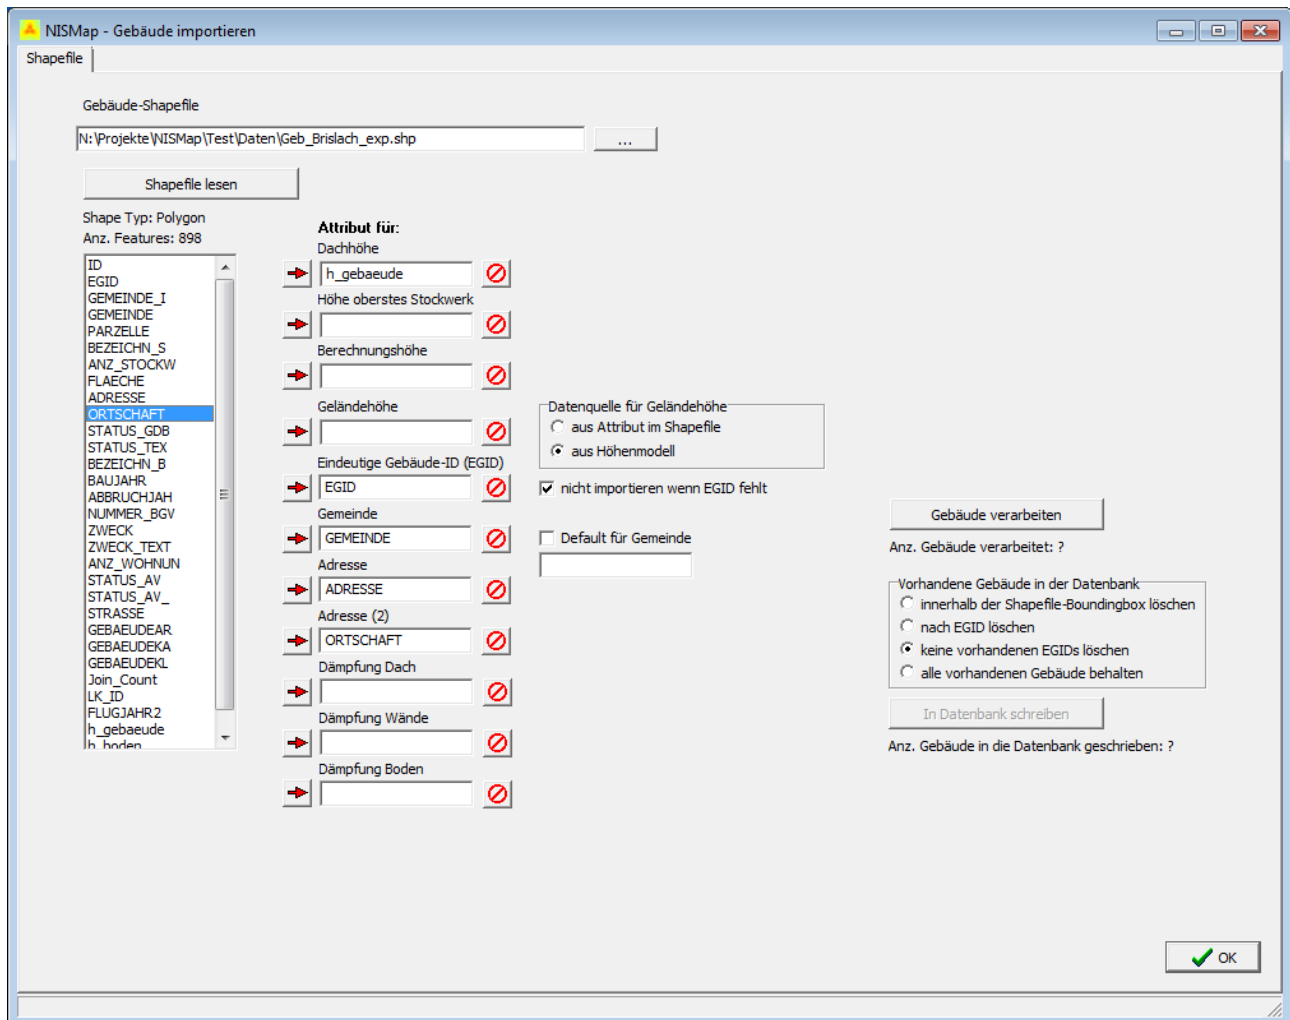 NISMap - Gebäude importieren
Shapefile
Gebäude-Shapefile
N:\Projekte\NISMap\Test\Daten\Geb_Brislach_exp.shp
...
Shapefile lesen
Shape Typ: Polygon
Anz. Features: 898
ID
EGID
GEMEINDE_I
GEMEINDE
PARZELLE
BEZEICHN_S
ANZ_STOCKW
FLAECHE
ADRESSE
ORTSCHAFT
STATUS_GDB
STATUS_TEX
BEZEICHN_B
BAUJAHR
ABBRUCHJAH
NUMMER_BGV
ZWECK
ZWECK_TEXT
ANZ_WOHNUN
STATUS_AV
STATUS_AV_
STRASSE
GEBAEUDEAR
GEBAEUDEKA
GEBAEUDEKL
Join_Count
LK_ID
FLUGJAHR2
h_gebaeude
h_boden
Attribut für:
Dachhöhe
h_gebaeude
Höhe oberstes Stockwerk
Berechnungshöhe
Geländehöhe
Eindeutige Gebäude-ID (EGID)
EGID
Gemeinde
GEMEINDE
Adresse
ADRESSE
Adresse (2)
ORTSCHAFT
Dämpfung Dach
Dämpfung Wände
Dämpfung Boden
Datenquelle für Geländehöhe
aus Attribut im Shapefile
aus Höhenmodell
nicht importieren wenn EGID fehlt
Default für Gemeinde
Gebäude verarbeiten
Anz. Gebäude verarbeitet: ?
Vorhandene Gebäude in der Datenbank
innerhalb der Shapefile-Boundingbox löschen
nach EGID löschen
keine vorhandenen EGIDs löschen
alle vorhandenen Gebäude behalten
In Datenbank schreiben
Anz. Gebäude in die Datenbank geschrieben: ?
OK